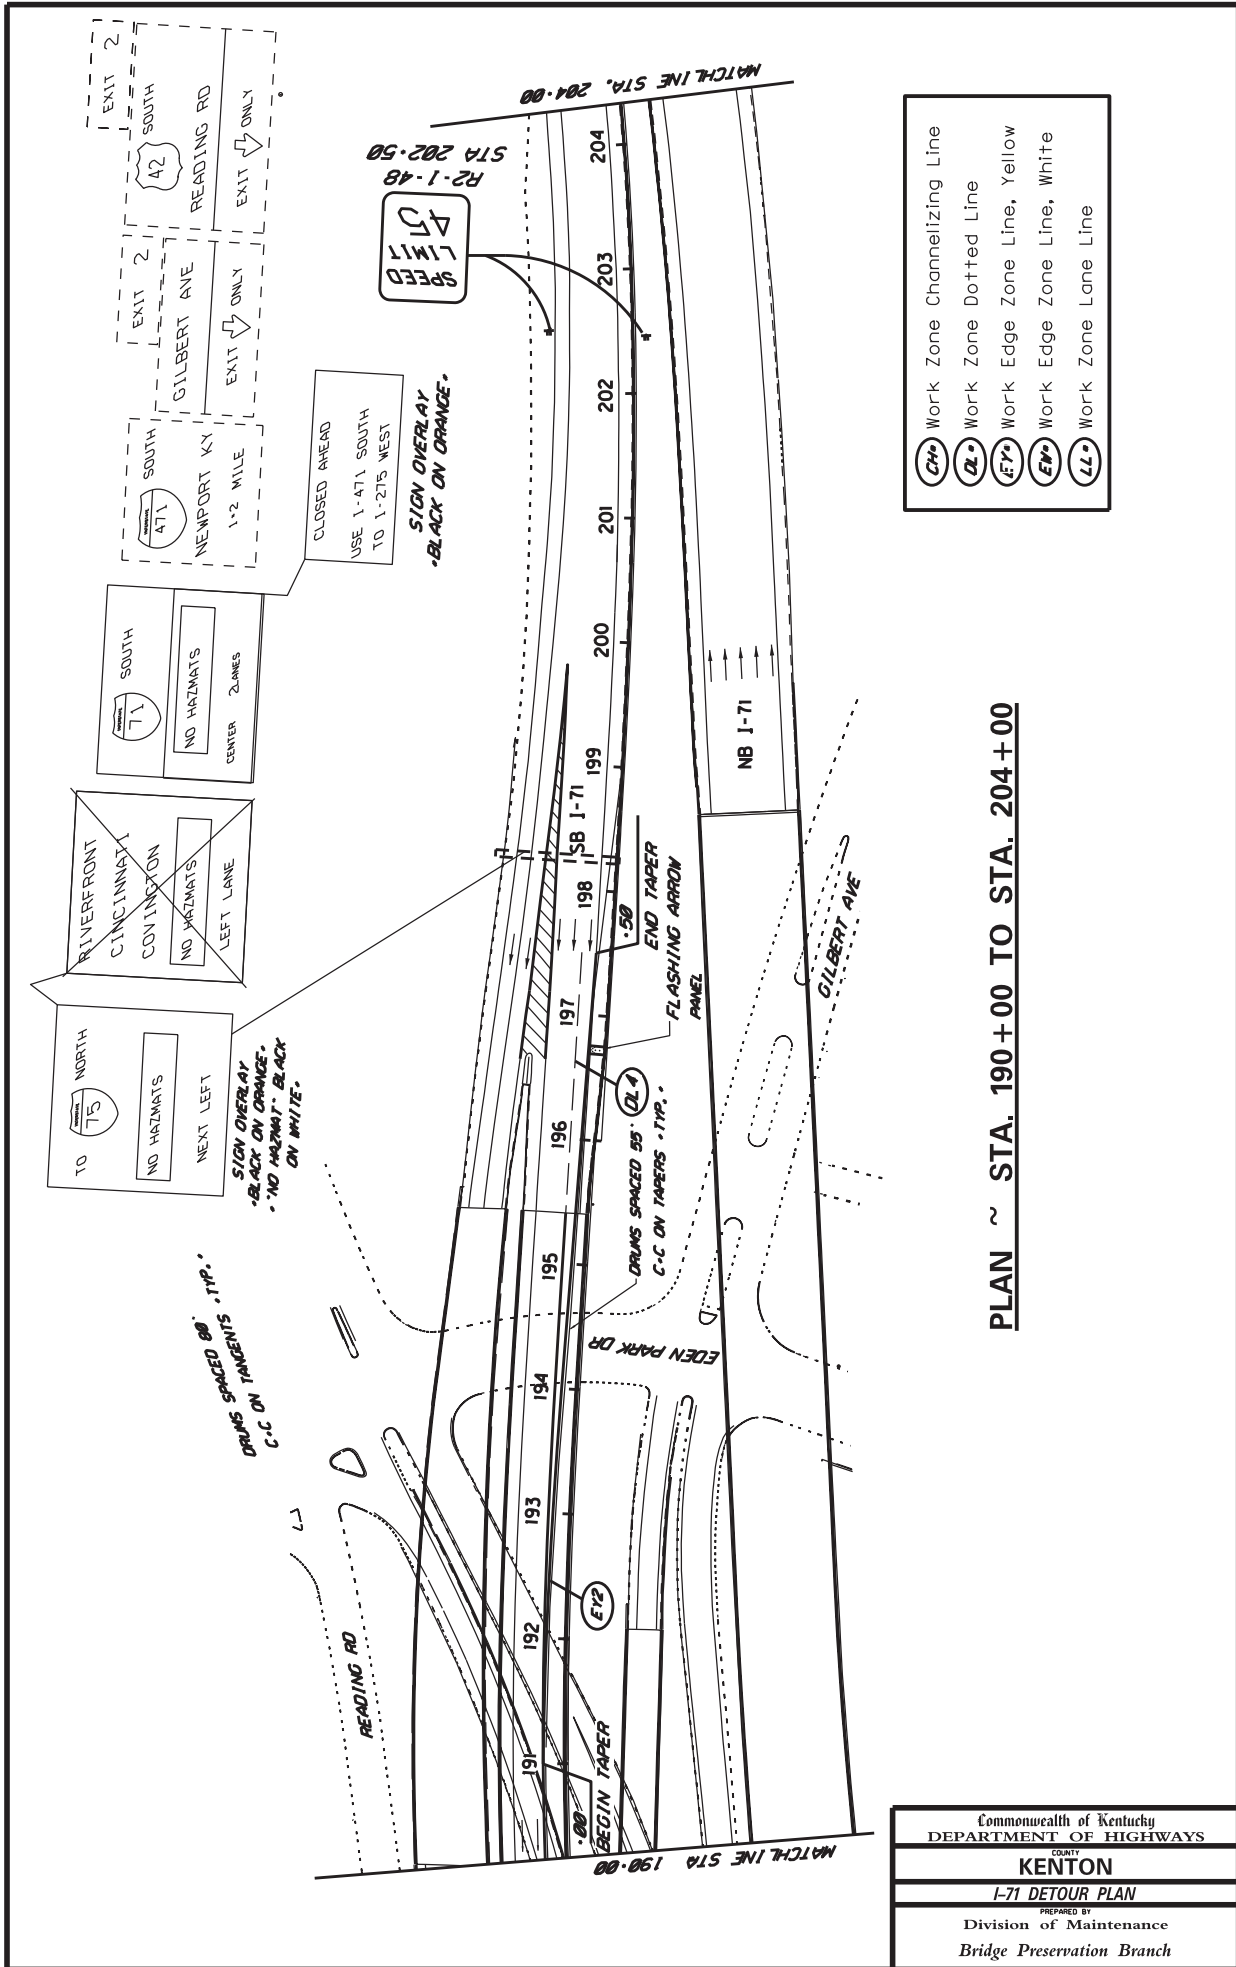 EXIT 2
42 SOUTH
READING RD
EXIT ONLY
EXIT 2
GILBERT AVE
EXIT ONLY
471 SOUTH
NEWPORT KY
1•2 MILE
CLOSED AHEAD
USE I-471 SOUTH
TO I-275 WEST
SIGN OVERLAY
•BLACK ON ORANGE•
71 SOUTH
NO HAZMATS
CENTER 2LANES
RIVERFRONT
CINCINNATI
COVINGTON
NO HAZMATS
LEFT LANE
TO 75 NORTH
NO HAZMATS
NEXT LEFT
SIGN OVERLAY
•BLACK ON ORANGE•
•"NO HAZMAT" BLACK
ON WHITE•
MATCHLINE STA. 204•00
STA 202•50
R2-1-48
SPEED
LIMIT
45
204
203
202
201
200
199
198
197
196
195
194
193
192
191
SB I-71
NB I-71
•50
END TAPER
FLASHING ARROW
PANEL
DL4
DRUMS SPACED 55'
C•C ON TAPERS •TYP.•
DRUMS SPACED 80'
C•C ON TANGENTS •TYP.•
GILBERT AVE
EDEN PARK DR
READING RD
EY2
•00
BEGIN TAPER
MATCHLINE STA 190•00
CH• Work Zone Channelizing Line
DL• Work Zone Dotted Line
EY• Work Edge Zone Line, Yellow
EW• Work Edge Zone Line, White
LL• Work Zone Lane Line
PLAN ~ STA. 190+00 TO STA. 204+00
Commonwealth of Kentucky
DEPARTMENT OF HIGHWAYS
COUNTY
KENTON
I-71 DETOUR PLAN
PREPARED BY
Division of Maintenance
Bridge Preservation Branch